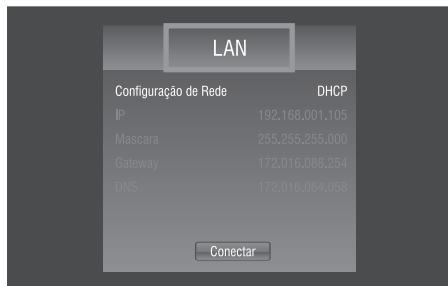 LAN
Configuração de Rede DHCP
IP 192.168.001.105
Mascara 255.255.255.000
Gateway 172.016.088.254
DNS 172.016.064.058
Conectar